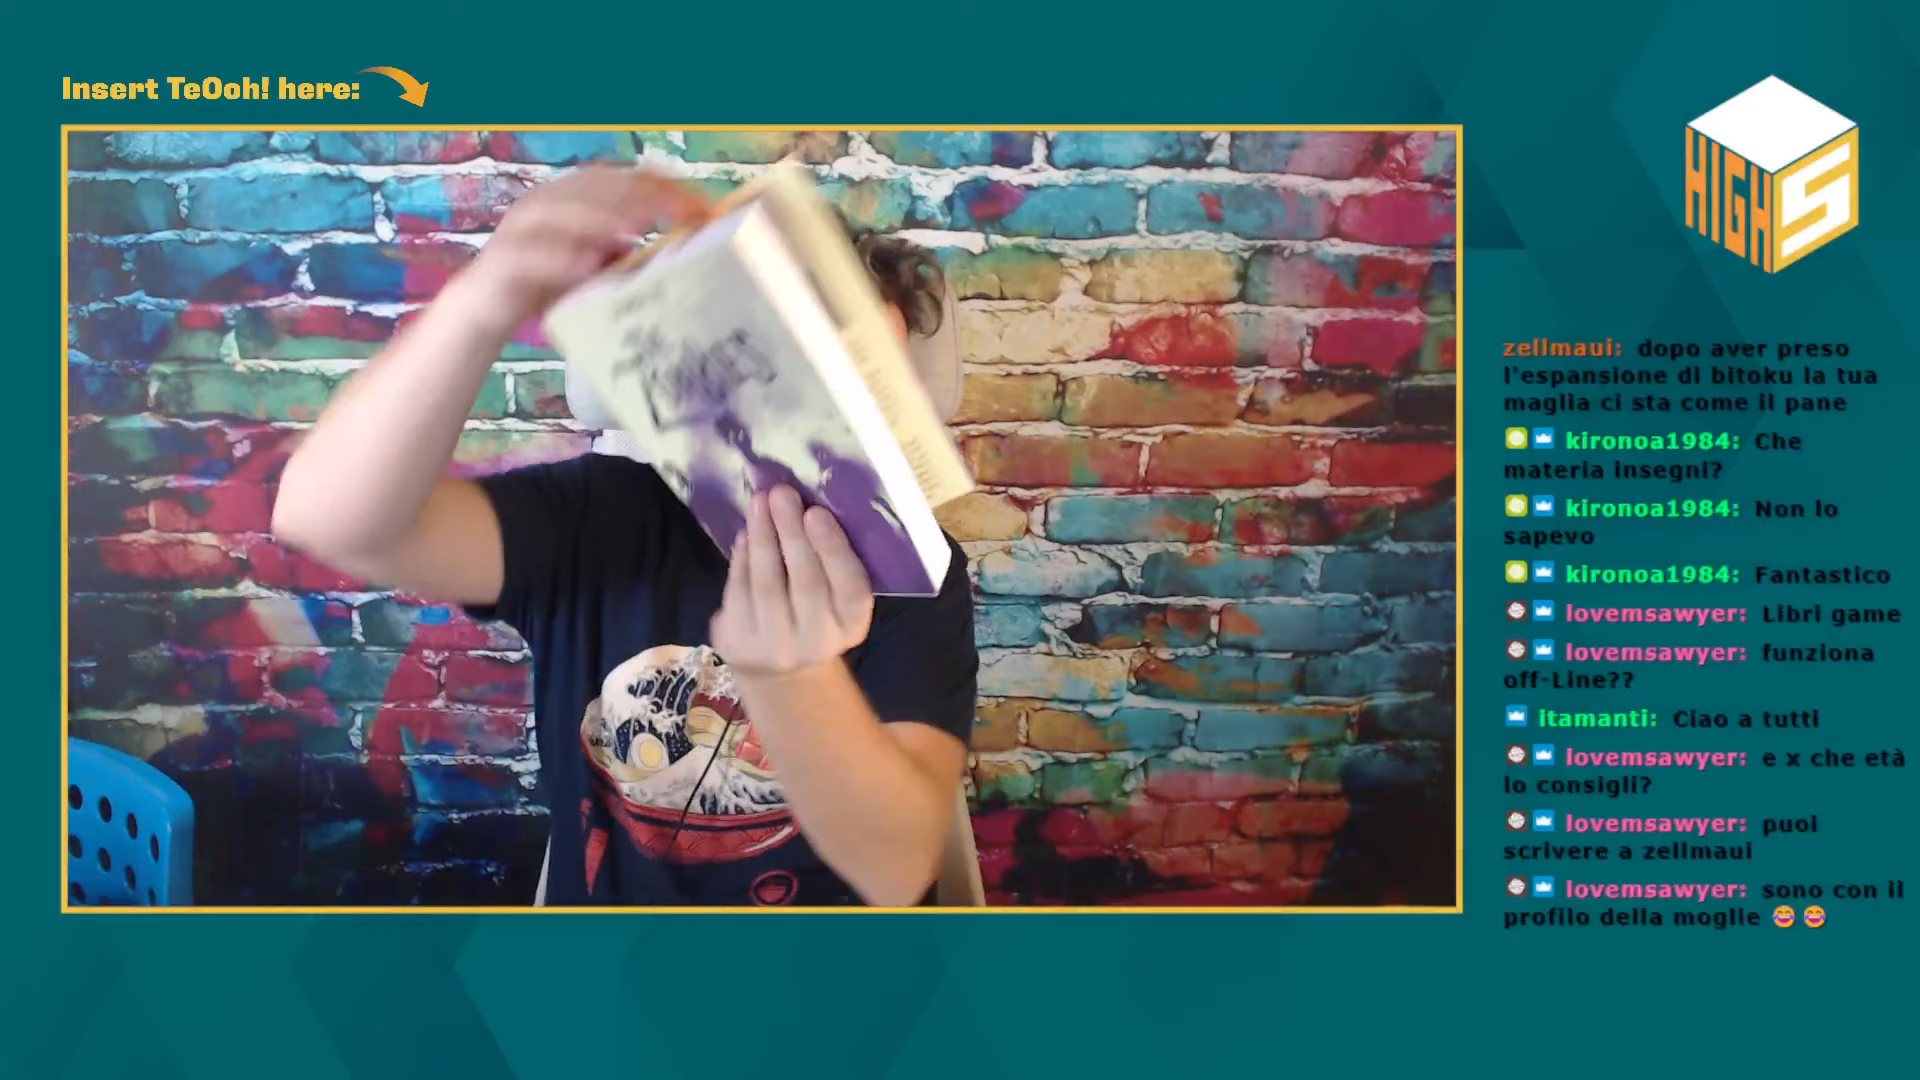 Insert TeOoh! here:
HIGH 5
zellmaui: dopo aver preso
l'espansione di bitoku la tua
maglia ci sta come il pane
kironoa1984: Che
materia insegni?
kironoa1984: Non lo
sapevo
kironoa1984: Fantastico
lovemsawyer: Libri game
lovemsawyer: funziona
off-Line??
itamanti: Ciao a tutti
lovemsawyer: e x che età
lo consigli?
lovemsawyer: puoi
scrivere a zellmaui
lovemsawyer: sono con il
profilo della moglie 😂 😂